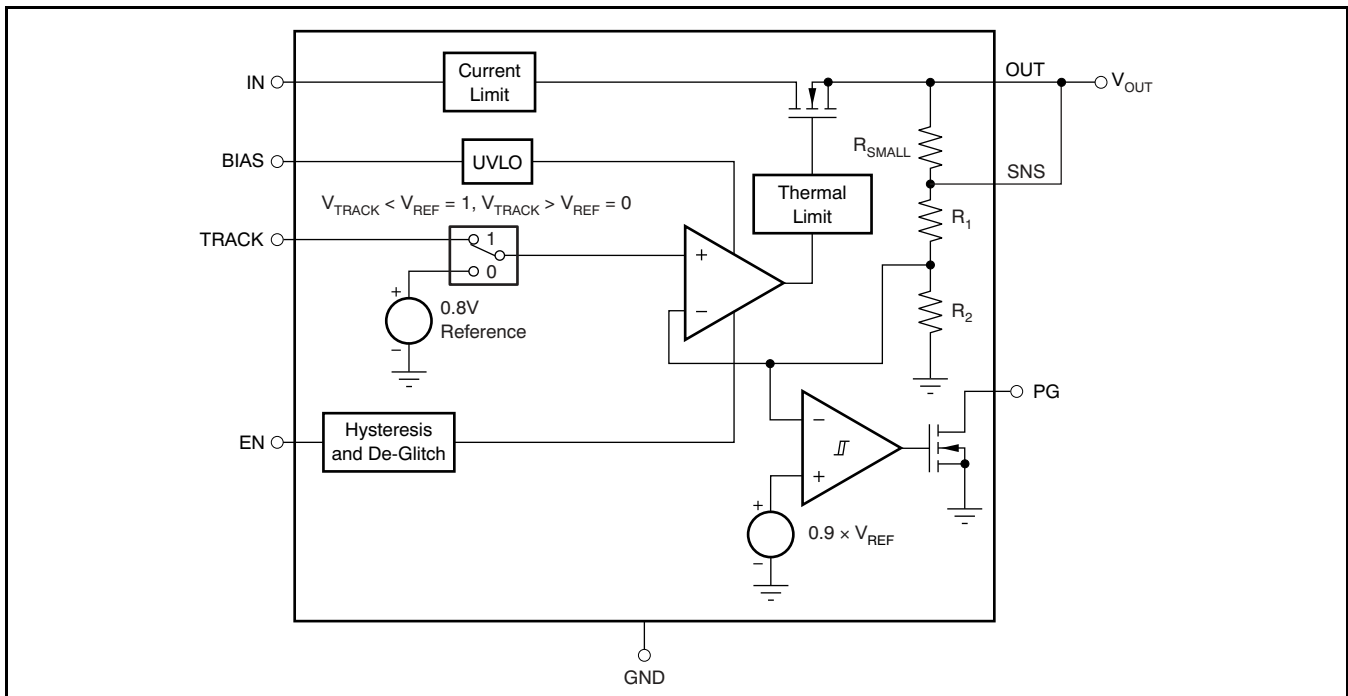 IN
Current
Limit
OUT
V_OUT
BIAS
UVLO
R_SMALL
SNS
V_TRACK < V_REF = 1, V_TRACK > V_REF = 0
Thermal
Limit
R_1
TRACK
1
0
+
−
+
−
0.8V
Reference
R_2
PG
EN
Hysteresis
and De-Glitch
−
+
+
−
0.9 × V_REF
GND